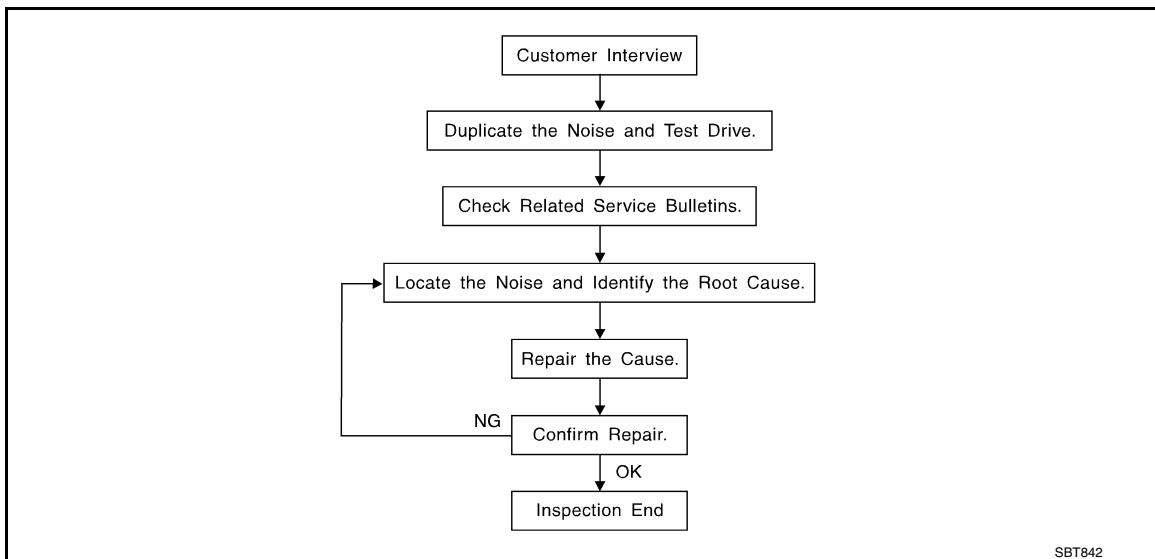 Customer Interview
Duplicate the Noise and Test Drive.
Check Related Service Bulletins.
Locate the Noise and Identify the Root Cause.
Repair the Cause.
NG
Confirm Repair.
OK
Inspection End
SBT842